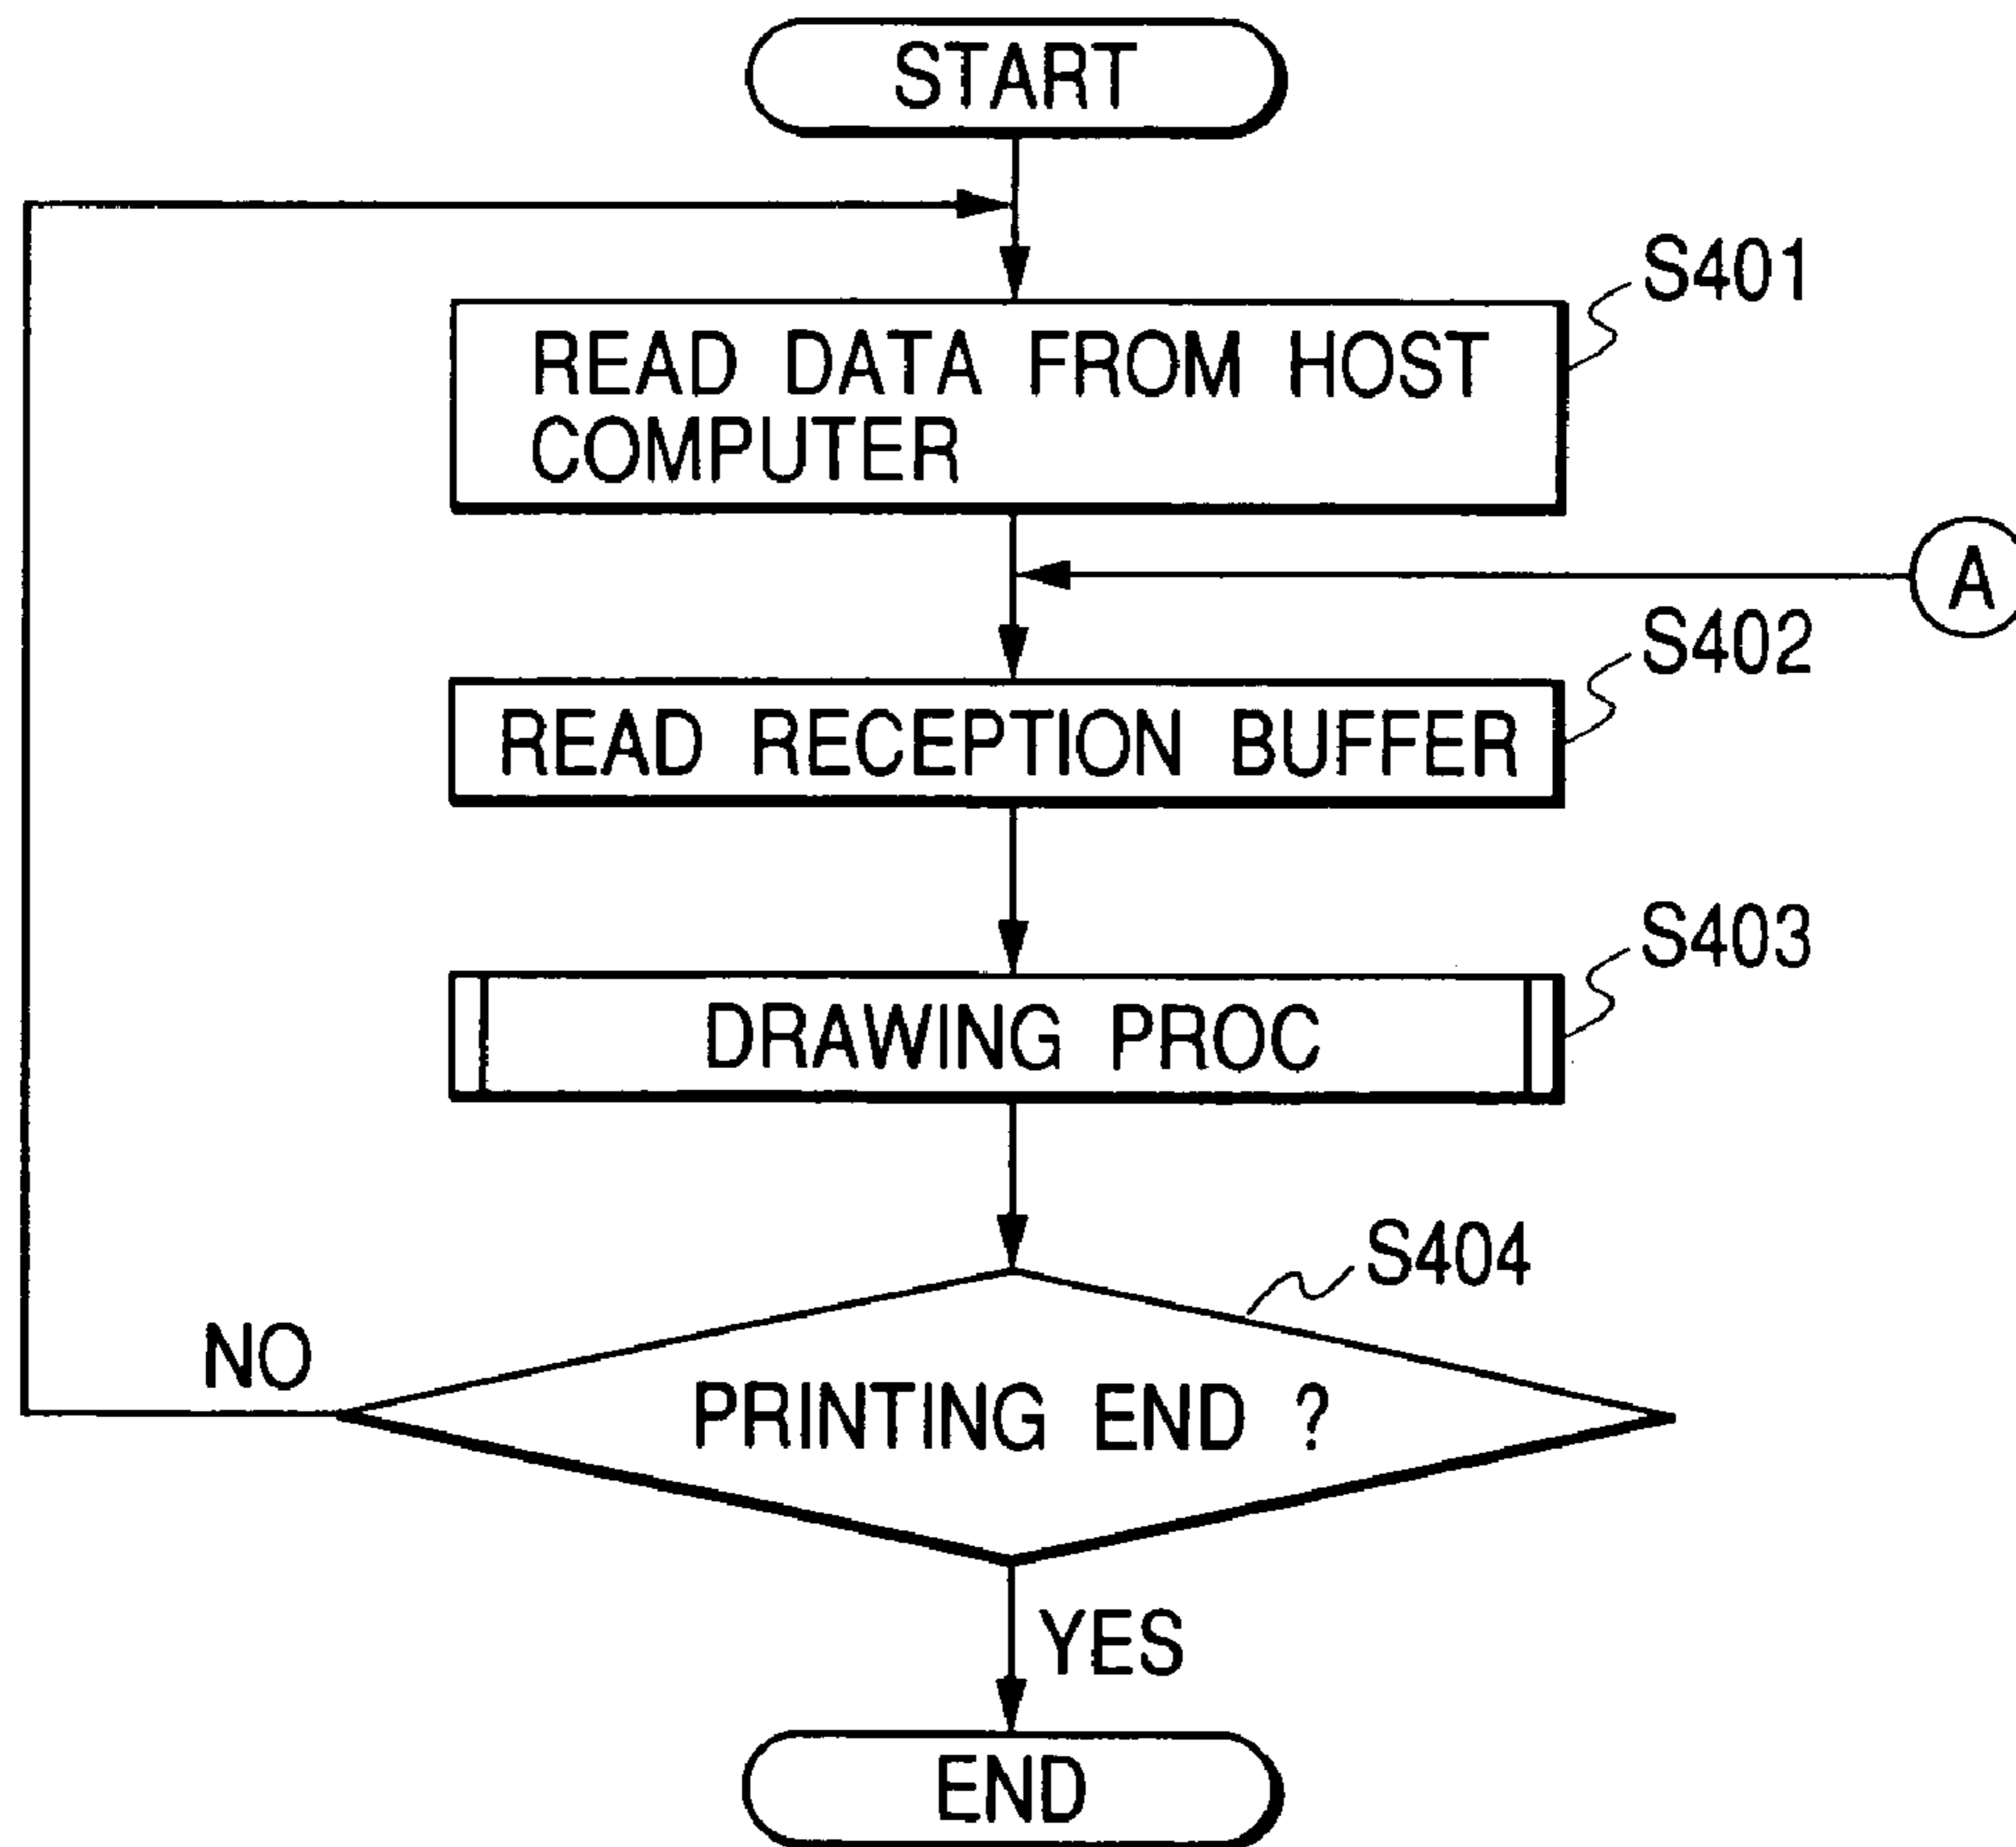 START
S401
READ DATA FROM HOST
COMPUTER
A
S402
READ RECEPTION BUFFER
S403
DRAWING PROC
S404
NO
PRINTING END ?
YES
END